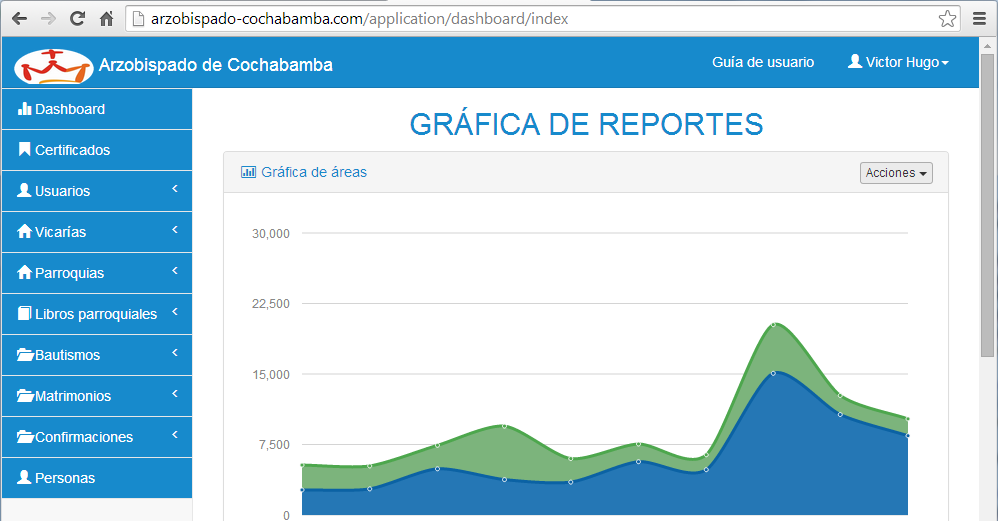 arzobispado-cochabamba.com/application/dashboard/index
Arzobispado de Cochabamba
Guía de usuario
Victor Hugo
Dashboard
Certificados
Usuarios
Vicarías
Parroquias
Libros parroquiales
Bautismos
Matrimonios
Confirmaciones
Personas
GRÁFICA DE REPORTES
Gráfica de áreas
Acciones
30,000
22,500
15,000
7,500
0